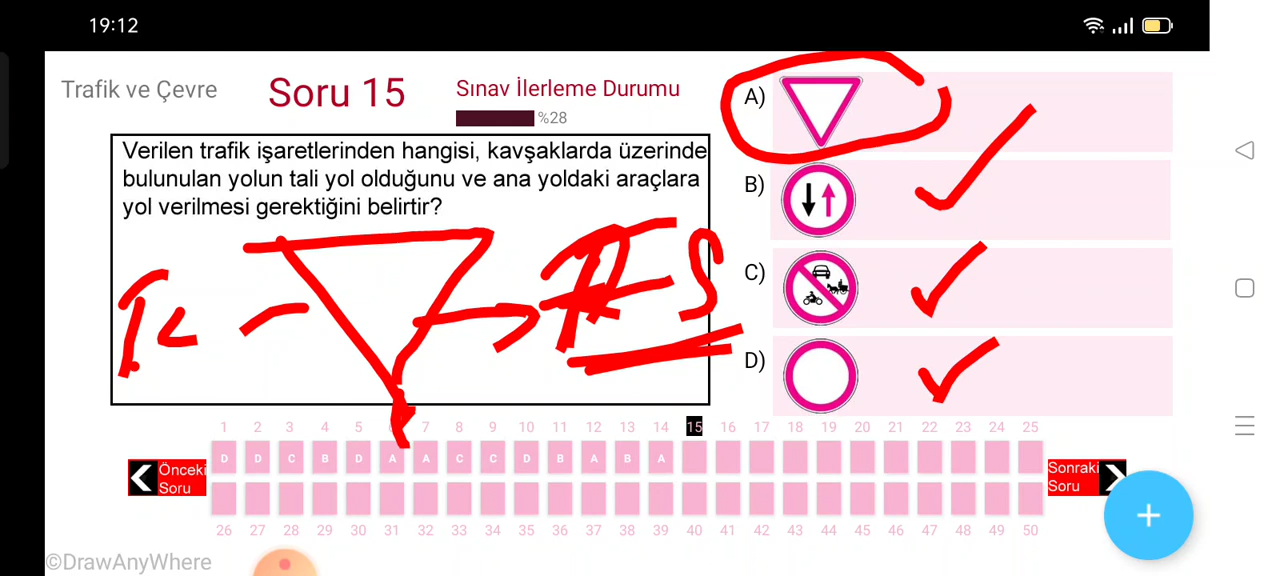 19:12
Trafik ve Çevre
Soru 15
Sınav İlerleme Durumu
%28
Verilen trafik işaretlerinden hangisi, kavşaklarda üzerinde
bulunulan yolun tali yol olduğunu ve ana yoldaki araçlara
yol verilmesi gerektiğini belirtir?
A)
B)
C)
D)
1 2 3 4 5 7 8 9 10 11 12 13 14 15 16 17 18 19 20 21 22 23 24 25
D D C B D A A C C D B A B A
Önceki
Soru
Sonraki
Soru
26 27 28 29 30 31 32 33 34 35 36 37 38 39 40 41 42 43 44 45 46 47 48 49 50
©DrawAnyWhere